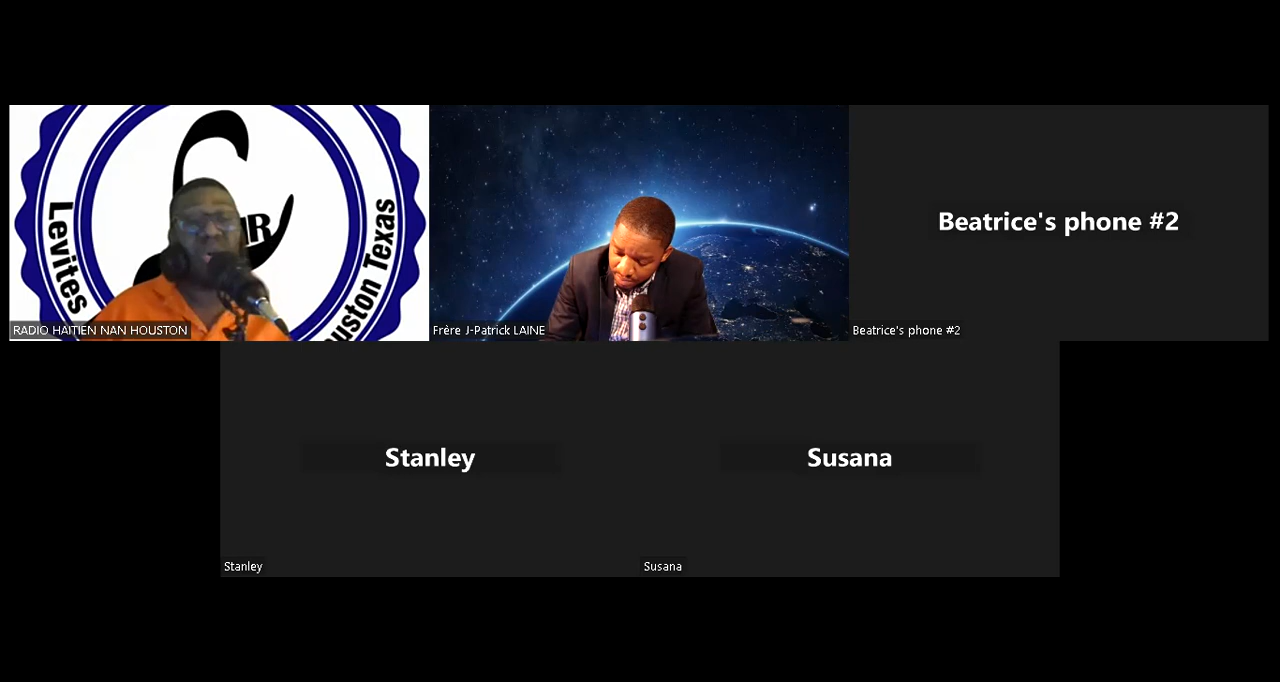 Levites
uston Texas
RADIO HAITIEN NAN HOUSTON
Frère J-Patrick LAINE
Beatrice's phone #2
Beatrice's phone #2
Stanley
Susana
Stanley
Susana